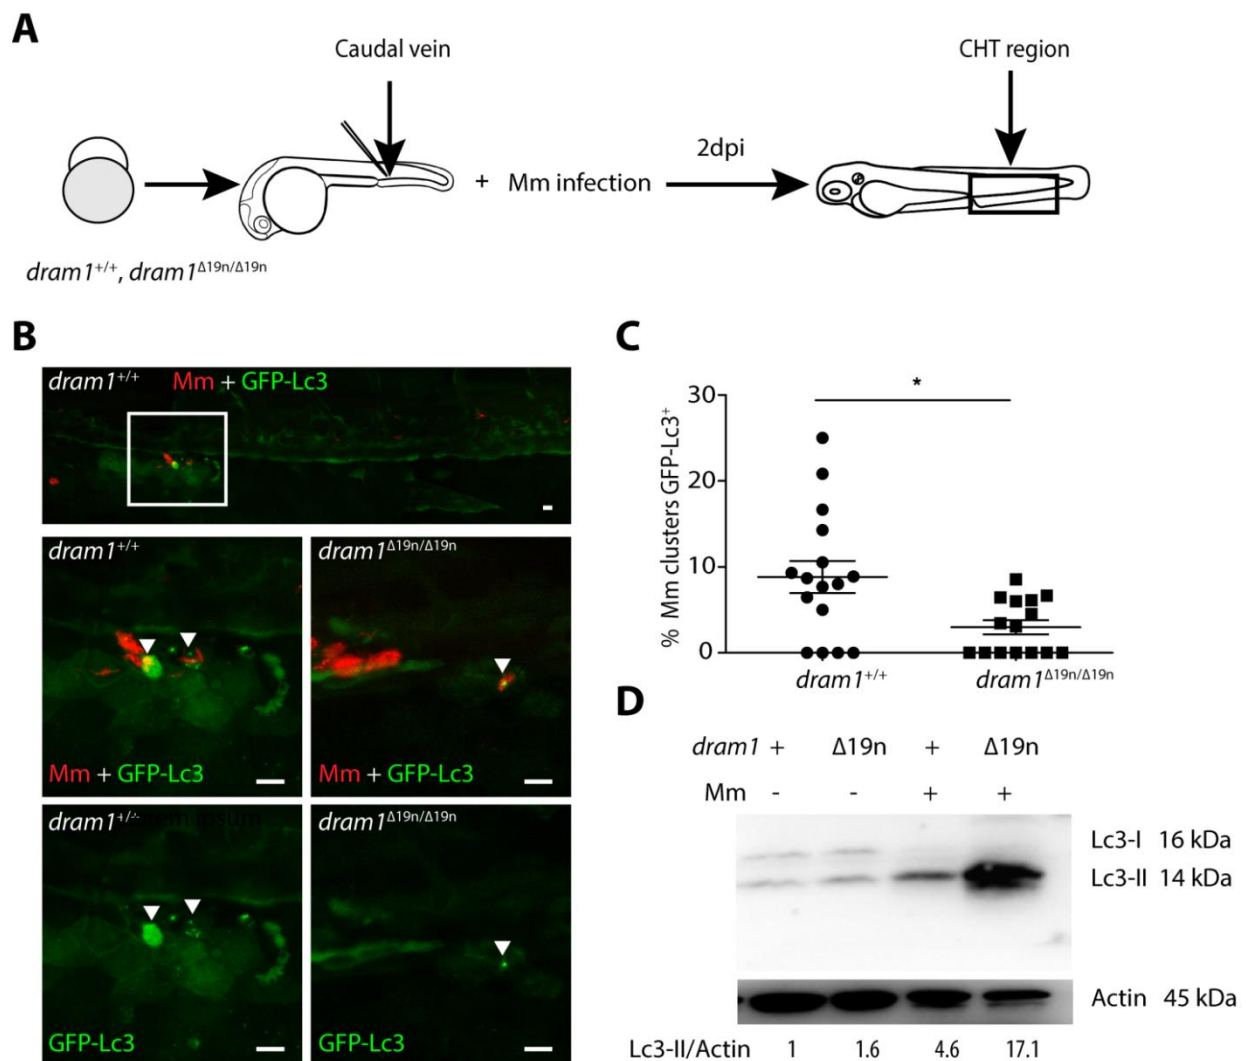 A
Caudal vein
CHT region
2dpi
+ Mm infection
dram1+/+, dram1Δ19n/Δ19n
B
dram1+/+ Mm + GFP-Lc3
dram1+/+
dram1Δ19n/Δ19n
Mm + GFP-Lc3
Mm + GFP-Lc3
dram1+/+
dram1Δ19n/Δ19n
GFP-Lc3
GFP-Lc3
C
% Mm clusters GFP-Lc3+
30
20
10
0
*
dram1+/+
dram1Δ19n/Δ19n
D
dram1 + Δ19n + Δ19n
Mm - - + +
Lc3-I 16 kDa
Lc3-II 14 kDa
Actin 45 kDa
Lc3-II/Actin 1 1.6 4.6 17.1